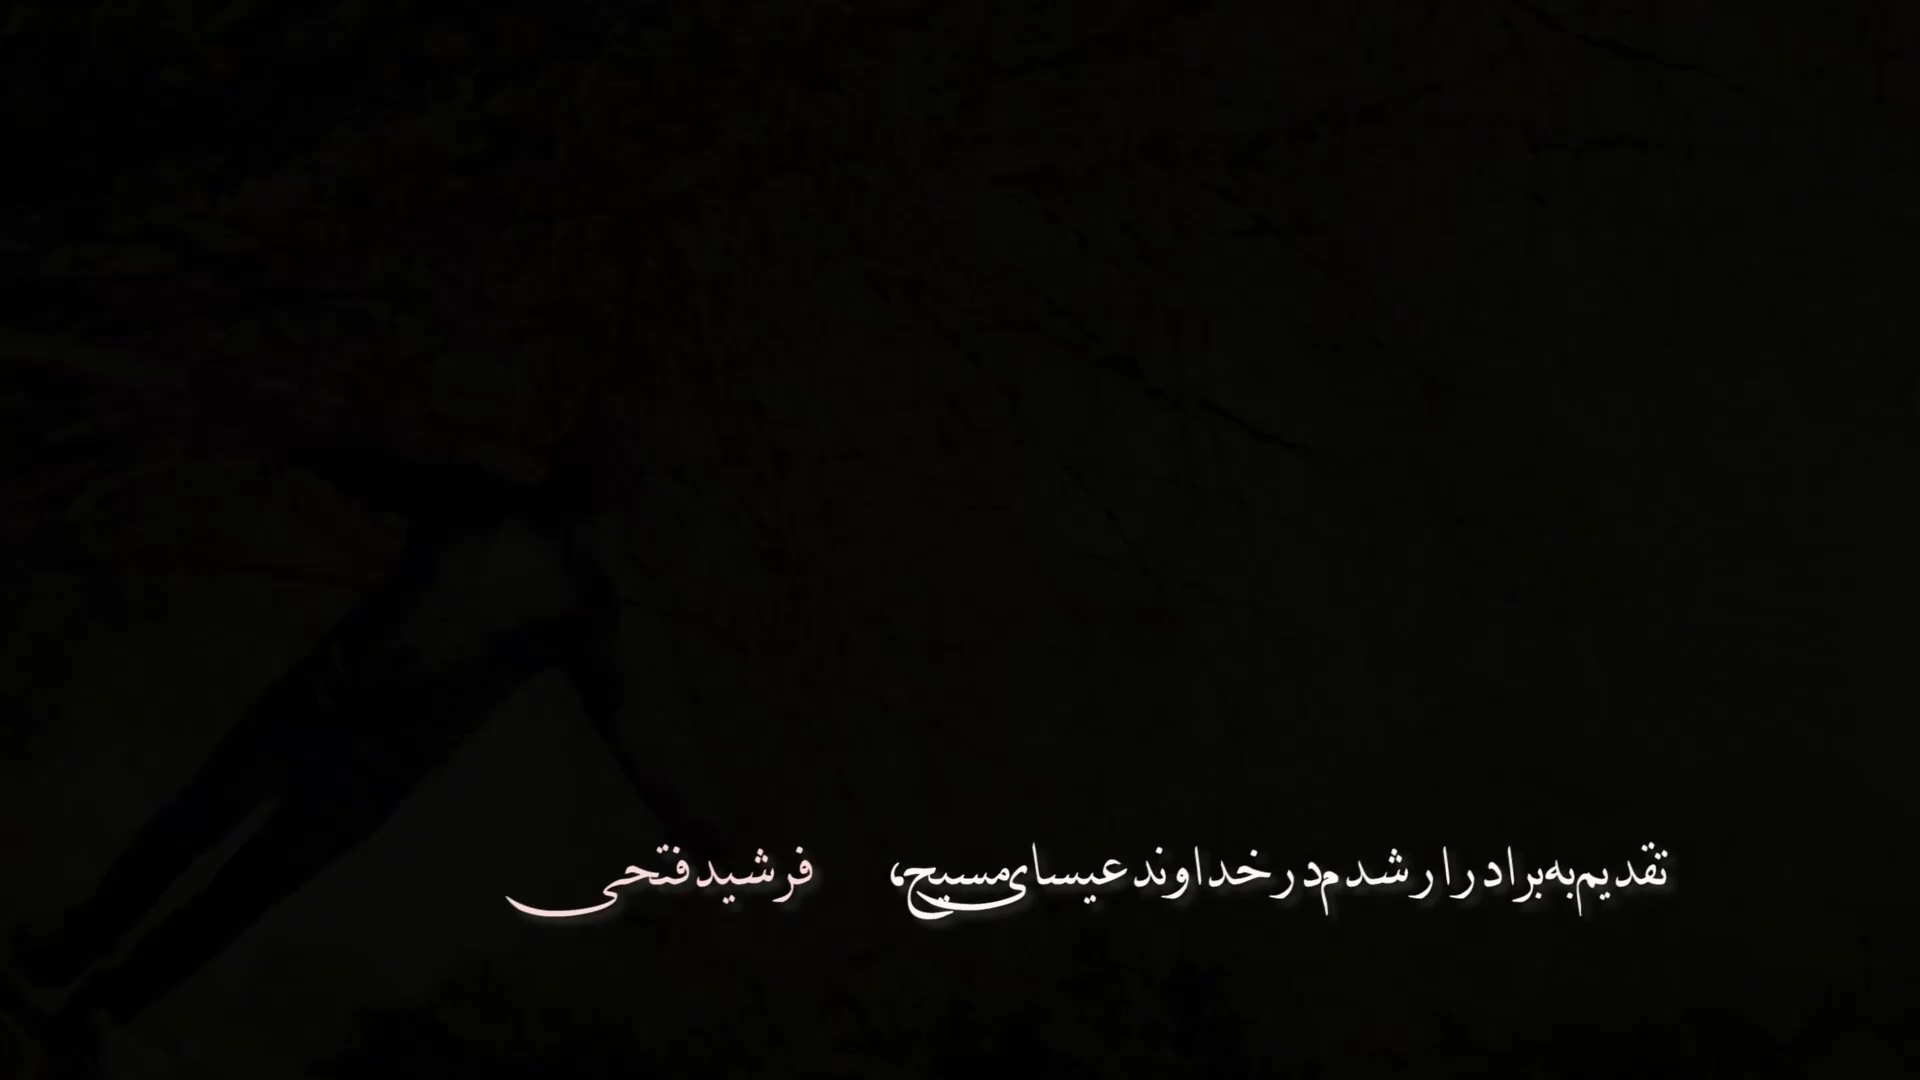 تقدیم به برادر ارشدم در خداوند عیسای مسیح، فرشید فتحی